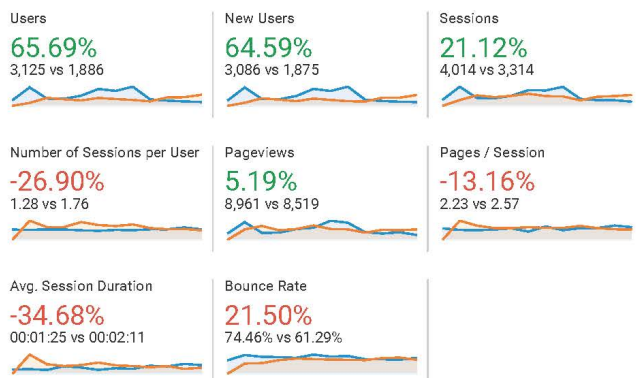 Users
65.69%
3,125 vs 1,886
New Users
64.59%
3,086 vs 1,875
Sessions
21.12%
4,014 vs 3,314
Number of Sessions per User
-26.90%
1.28 vs 1.76
Pageviews
5.19%
8,961 vs 8,519
Pages / Session
-13.16%
2.23 vs 2.57
Avg. Session Duration
-34.68%
00:01:25 vs 00:02:11
Bounce Rate
21.50%
74.46% vs 61.29%